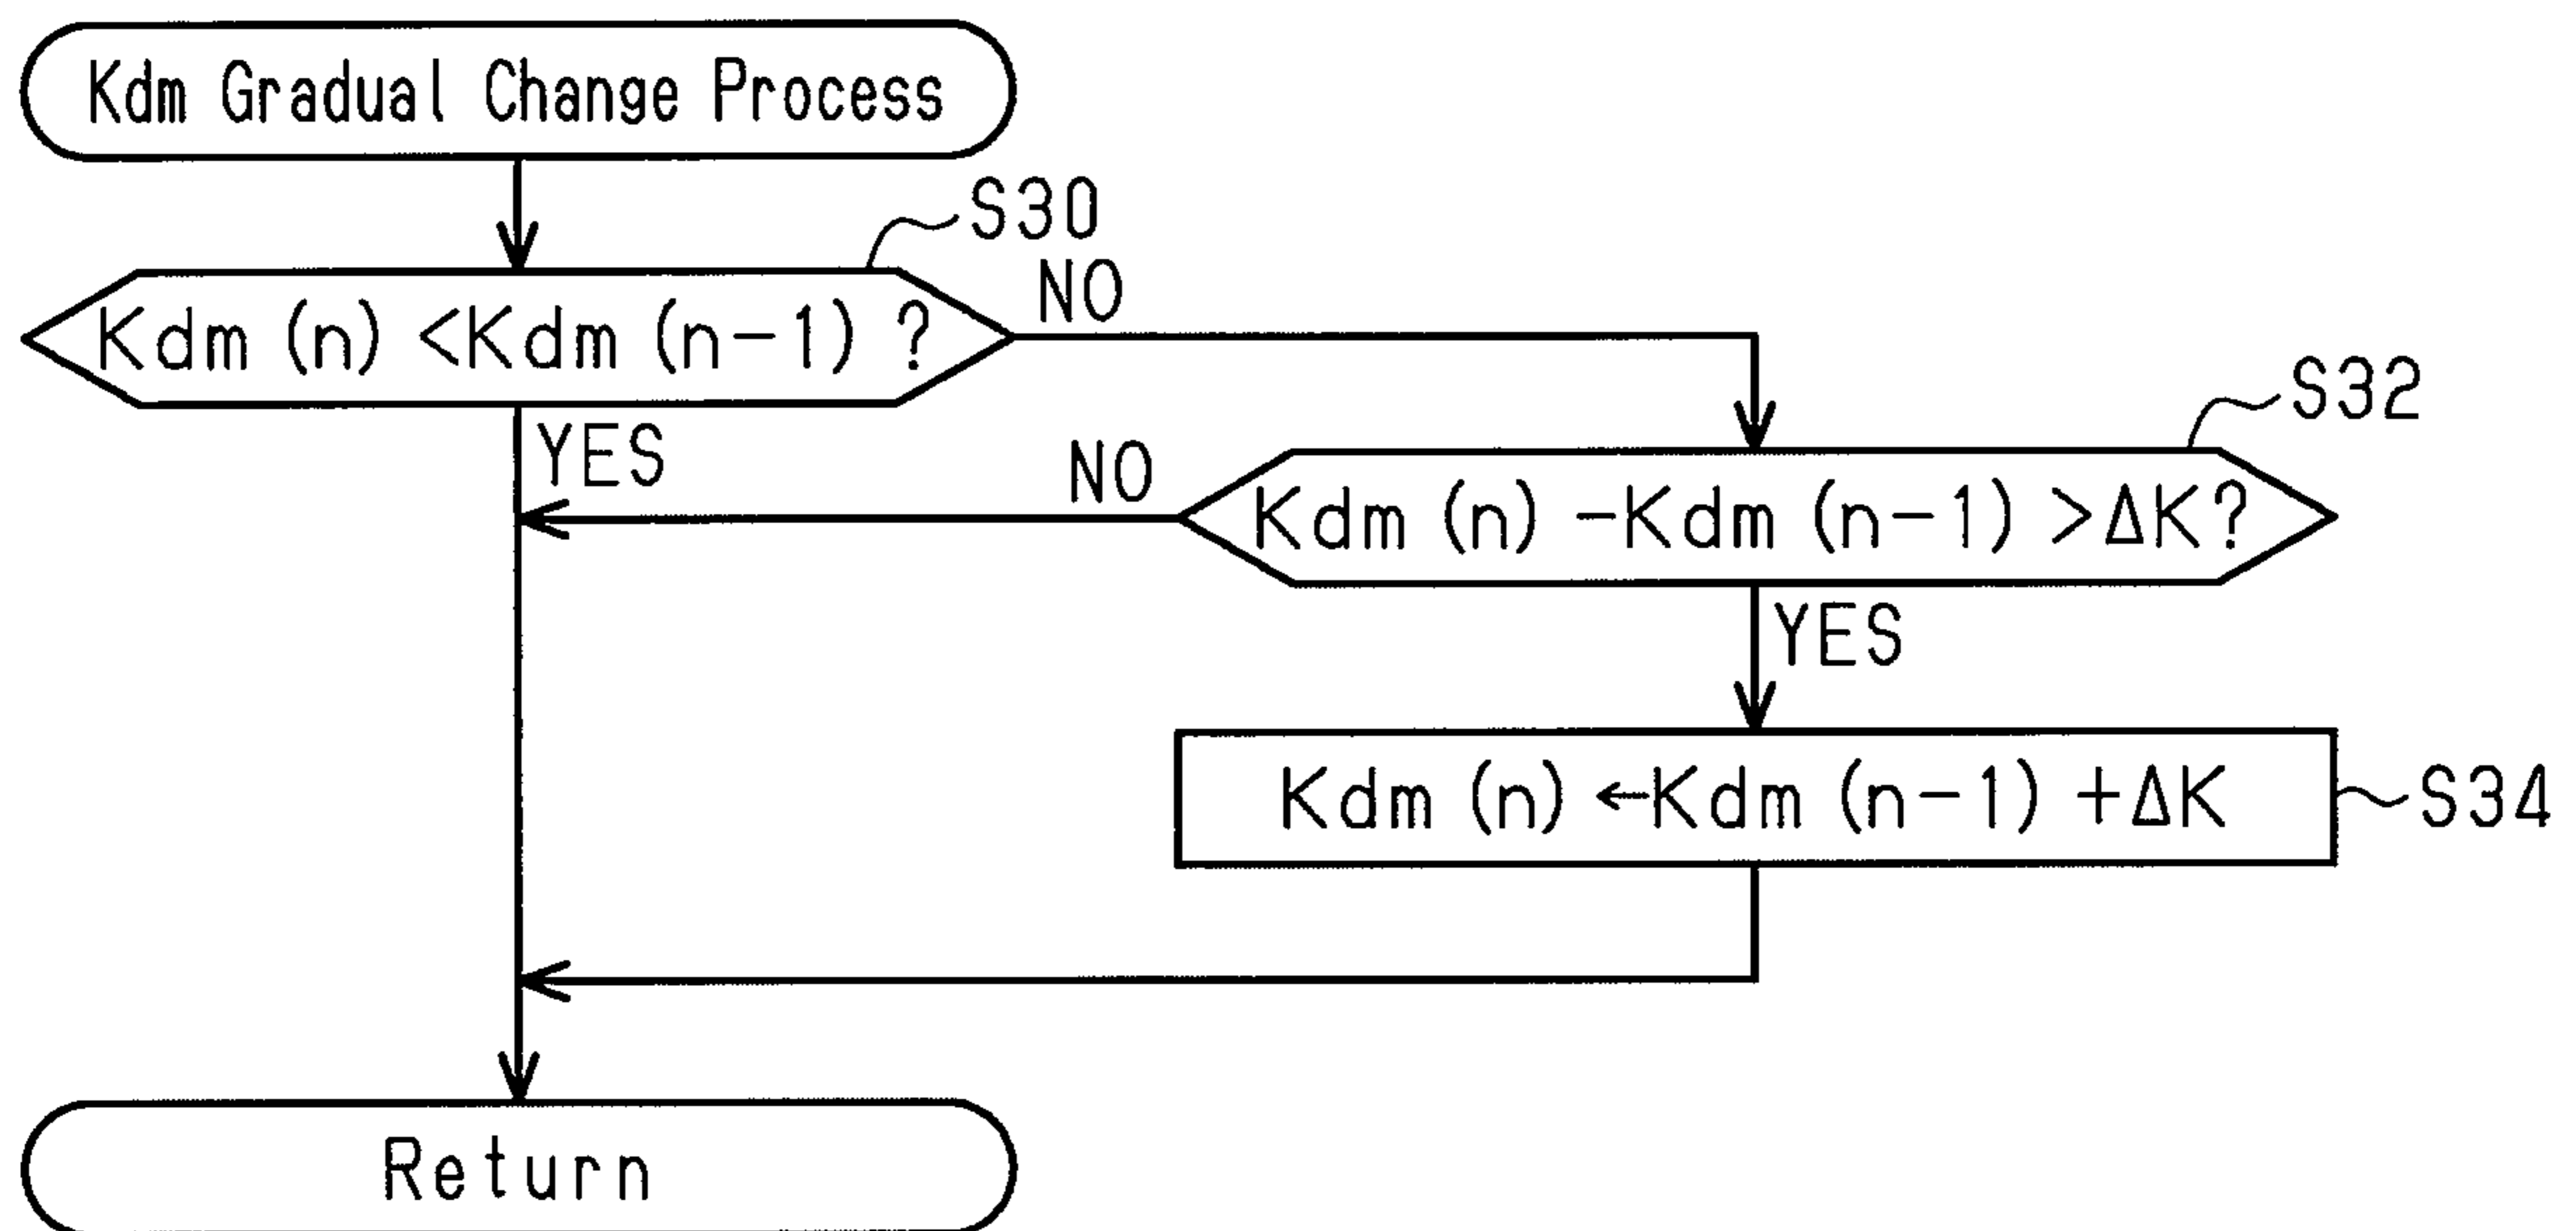 Kdm Gradual Change Process
S30
Kdm (n) <Kdm (n-1) ?
NO
YES
S32
NO
Kdm (n) -Kdm (n-1) >ΔK?
YES
Kdm (n) ←Kdm (n-1) +ΔK
S34
Return